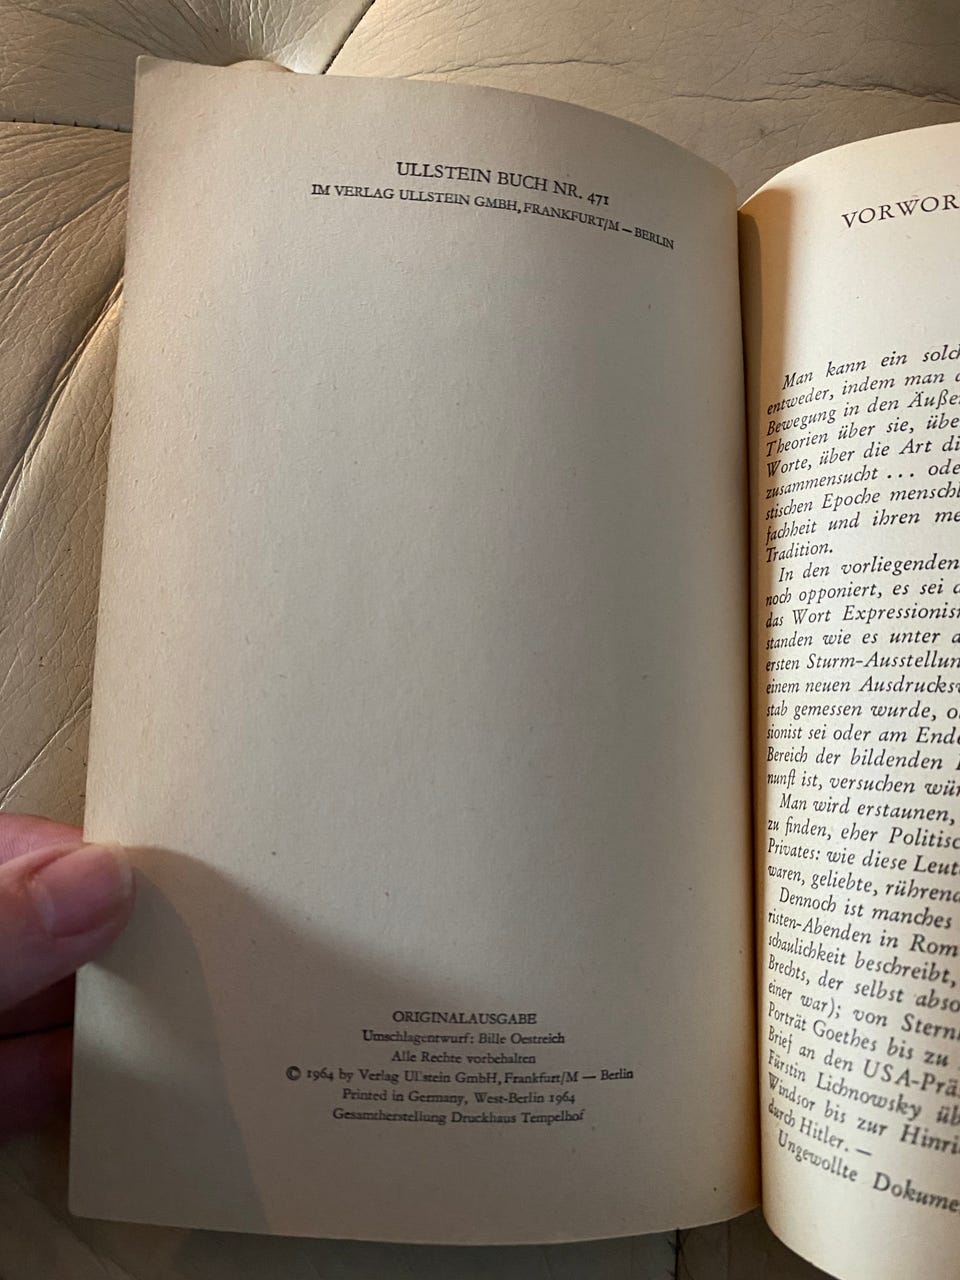 ULLSTEIN BUCH NR. 471
IM VERLAG ULLSTEIN GMBH, FRANKFURT/M — BERLIN
ORIGINALAUSGABE
Umschlagentwurf: Bille Oestreich
Alle Rechte vorbehalten
© 1964 by Verlag Ullstein GmbH, Frankfurt/M — Berlin
Printed in Germany, West-Berlin 1964
Gesamtherstellung Druckhaus Tempelhof
VORWOR
Man kann ein solch
entweder, indem man d
Bewegung in den Äuße
Theorien über sie, übe
Worte, über die Art di
zusammensucht ... ode
stischen Epoche menschl
fachheit und ihren me
Tradition.
In den vorliegenden
noch opponiert, es sei d
das Wort Expressionis
standen wie es unter a
ersten Sturm-Ausstellun
einem neuen Ausdrucks
stab gemessen wurde, o
sionist sei oder am End
Bereich der bildenden
nunft ist, versuchen wür
Man wird erstaunen,
zu finden, eher Politisc
Privates: wie diese Leut
waren, geliebte, rührend
Dennoch ist manches
risten-Abenden in Rom
schaulichkeit beschreibt,
Brechts, der selbst abso
einer war); von Stern
Porträt Goethes bis zu
Brief an den USA-Prä
Fürstin Lichnowsky üb
Windsor bis zur Hinri
durch Hitler. —
Ungewollte Dokume